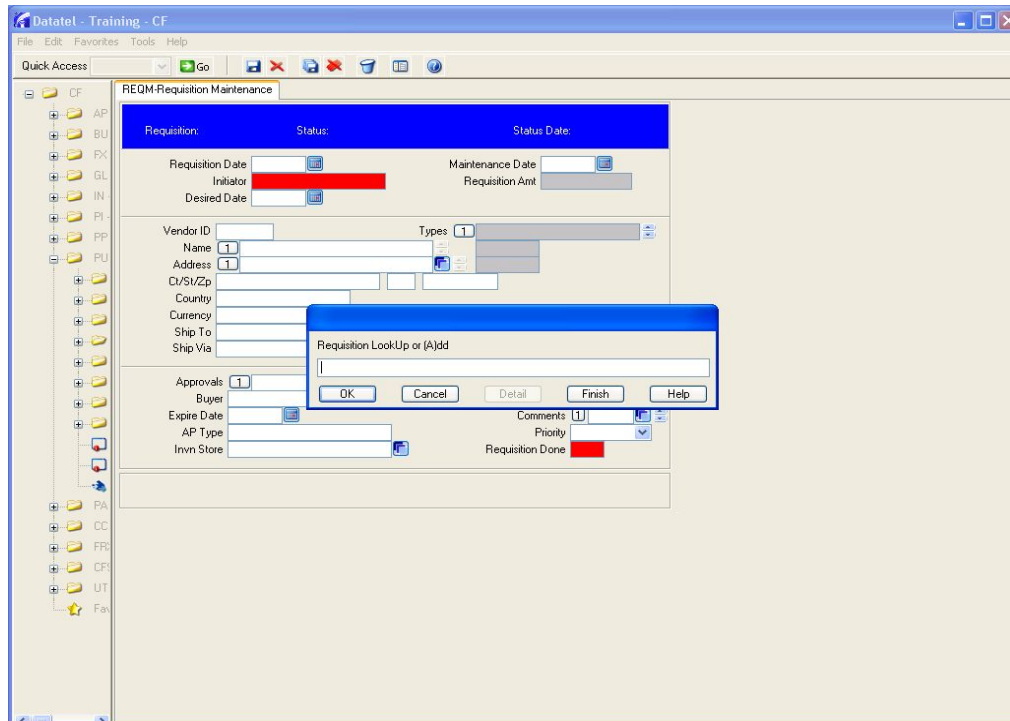 Datatel - Training - CF
File Edit Favorites Tools Help
Quick Access Go
CF
REQM-Requisition Maintenance
AP
BU
FX
GL
IN -
PI -
PP
PU
PA
CC
FR
CF
UT
Fav
Requisition: Status: Status Date:
Requisition Date Maintenance Date
Initiator Requisition Amt
Desired Date
Vendor ID Types 1
Name 1
Address 1
Ct/St/Zp
Country
Currency
Ship To
Ship Via
Requisition LookUp or (A)dd
OK Cancel Detail Finish Help
Approvals 1
Buyer
Expire Date Comments 1
AP Type Priority
Invn Store Requisition Done